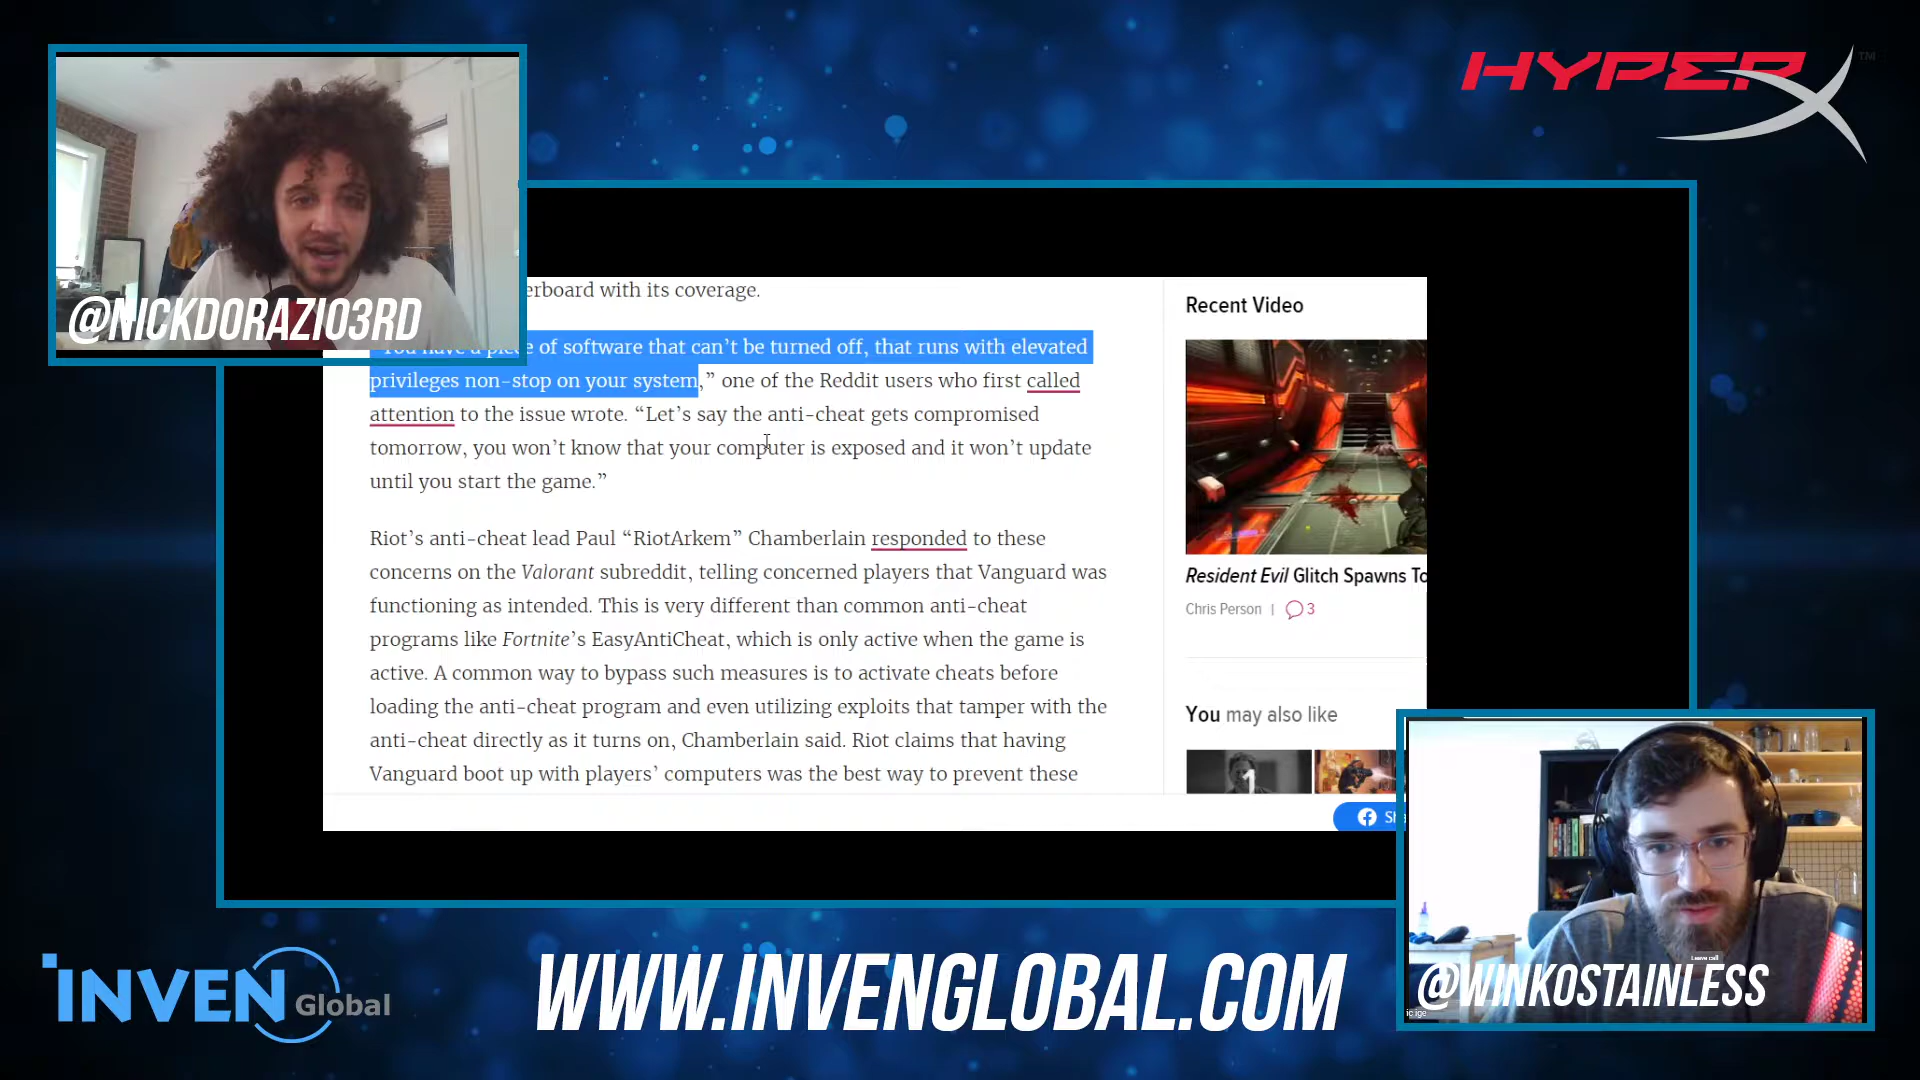 HYPERX
TM
@NICKDORAZIO3RD
erboard with its coverage.
“You have a piece of software that can’t be turned off, that runs with elevated
privileges non-stop on your system,” one of the Reddit users who first called
attention to the issue wrote. “Let’s say the anti-cheat gets compromised
tomorrow, you won’t know that your computer is exposed and it won’t update
until you start the game.”
Riot’s anti-cheat lead Paul “RiotArkem” Chamberlain responded to these
concerns on the Valorant subreddit, telling concerned players that Vanguard was
functioning as intended. This is very different than common anti-cheat
programs like Fortnite’s EasyAntiCheat, which is only active when the game is
active. A common way to bypass such measures is to activate cheats before
loading the anti-cheat program and even utilizing exploits that tamper with the
anti-cheat directly as it turns on, Chamberlain said. Riot claims that having
Vanguard boot up with players’ computers was the best way to prevent these
Recent Video
Resident Evil Glitch Spawns To
Chris Person | 3
You may also like
1
Sha
Leave call
@WINKOSTAINLESS
INVEN Global
WWW.INVENGLOBAL.COM